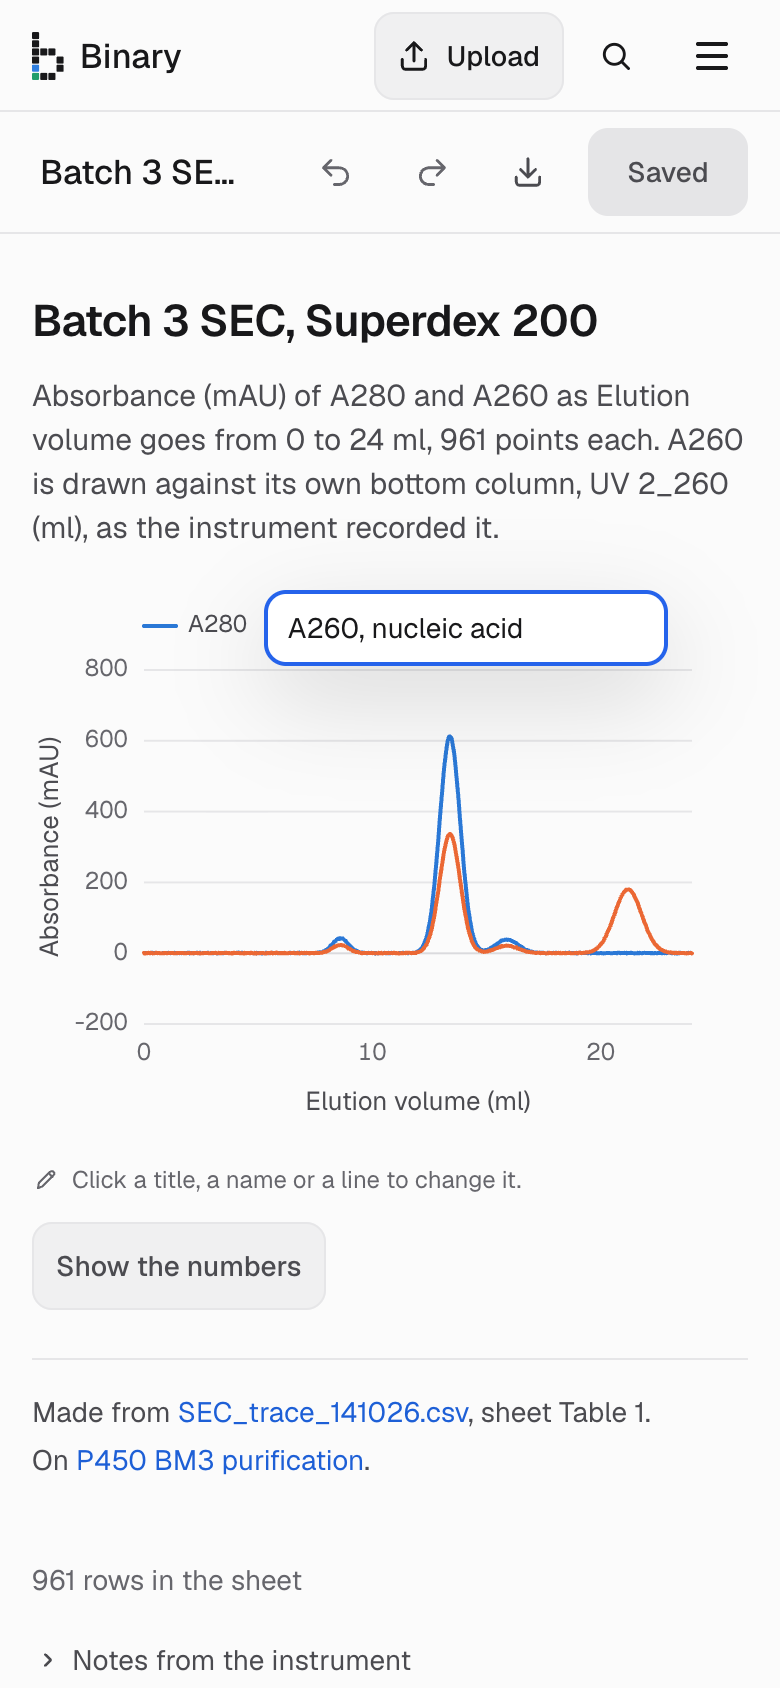 Binary
Upload
Batch 3 SE...
Saved
Batch 3 SEC, Superdex 200
Absorbance (mAU) of A280 and A260 as Elution
volume goes from 0 to 24 ml, 961 points each. A260
is drawn against its own bottom column, UV 2_260
(ml), as the instrument recorded it.
A280
A260, nucleic acid
800
600
400
200
0
-200
Absorbance (mAU)
0 10 20
Elution volume (ml)
Click a title, a name or a line to change it.
Show the numbers
Made from SEC_trace_141026.csv, sheet Table 1.
On P450 BM3 purification.
961 rows in the sheet
Notes from the instrument